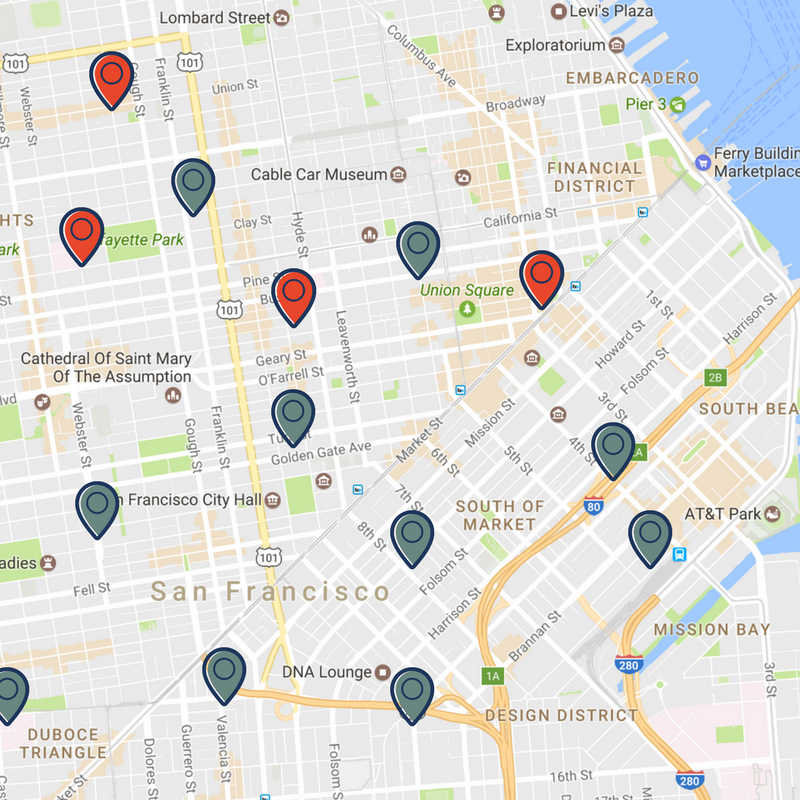 Lombard Street
Levi's Plaza
Columbus Ave
Exploratorium
101
101
EMBARCADERO
Webster St
Gough St
Franklin St
Union St
Broadway
Pier 3
Cable Car Museum
FINANCIAL
DISTRICT
Ferry Buildin
Marketplace
HTS
Clay St
Hyde St
California St
ark
fayette Park
Pine S
Bu
Union Square
101
1st St
Harrison St
Leavenworth St
Howard St
Cathedral Of Saint Mary
Of The Assumption
Geary St
O'Farrell St
Folsom St
2B
lvd
Webster St
Gough St
Franklin St
3rd St
SOUTH BEA
Market St
Mission St
Golden Gate Ave
6th St
5th St
4th St
n Francisco City Hall
7th St
SOUTH OF
MARKET
80
AT&T Park
8th St
101
adies
Fell St
San Francisco
Folsom St
Harrison St
Brannan St
MISSION BAY
280
DNA Lounge
1A
3rd St
DESIGN DISTRICT
DUBOCE
TRIANGLE
Valencia St
Guerrero St
Dolores St
Folsom S
16th St
17th St
280
ket St